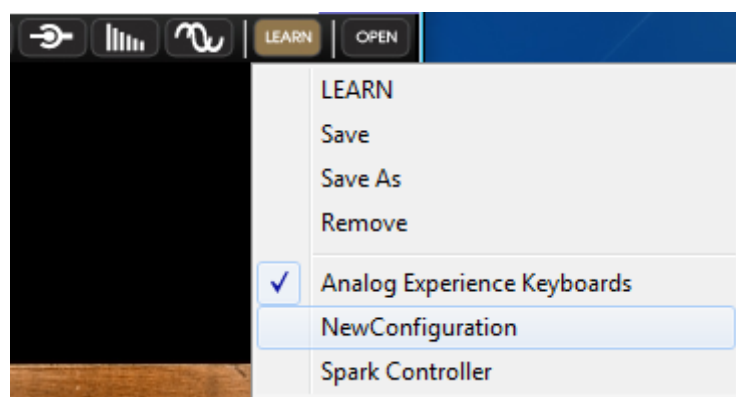 LEARN OPEN
LEARN
Save
Save As
Remove
Analog Experience Keyboards
NewConfiguration
Spark Controller